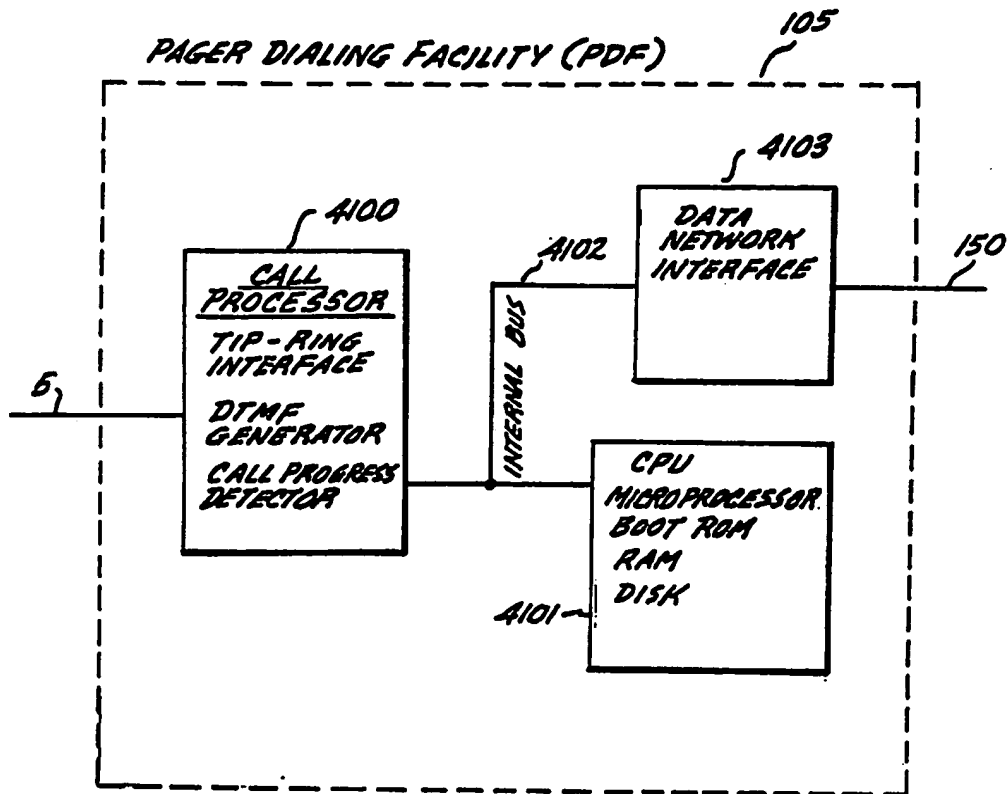 PAGER DIALING FACILITY (PDF)
105
4103
DATA
NETWORK
INTERFACE
150
4100
CALL
PROCESSOR
TIP-RING
INTERFACE
DTMF
GENERATOR
CALL PROGRESS
DETECTOR
4102
INTERNAL BUS
6
CPU
MICROPROCESSOR
BOOT ROM
RAM
DISK
4101